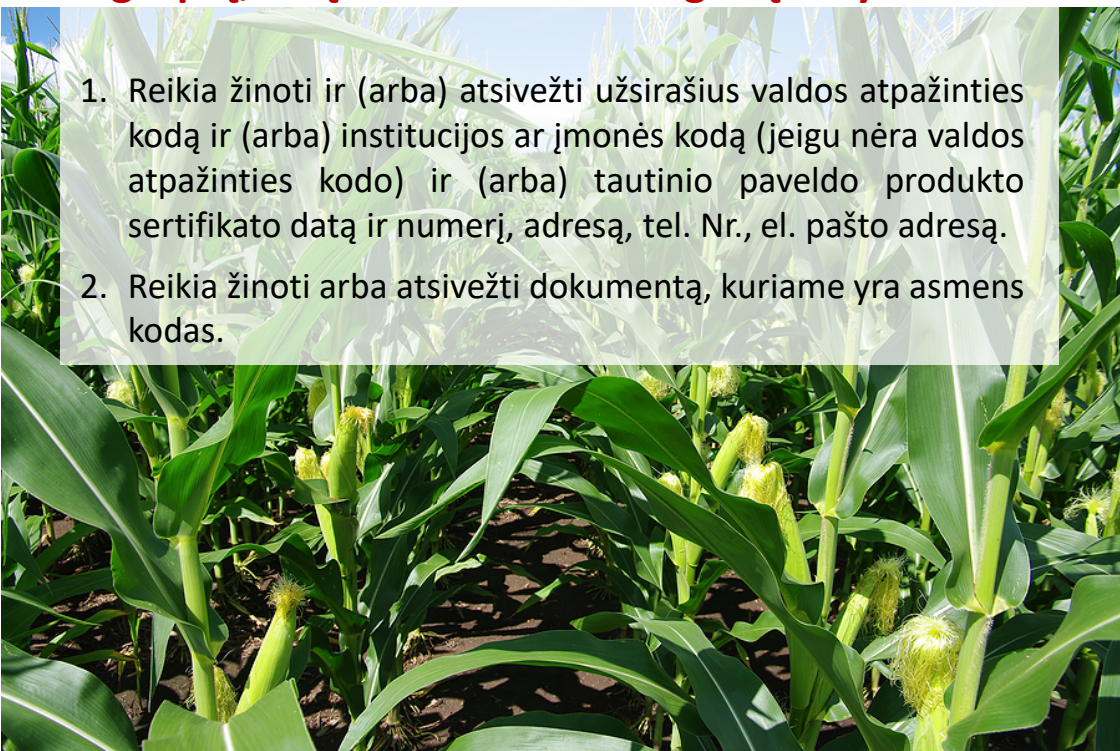 1. Reikia žinoti ir (arba) atsivežti užsirašius valdos atpažinties
kodą ir (arba) institucijos ar įmonės kodą (jeigu nėra valdos
atpažinties kodo) ir (arba) tautinio paveldo produkto
sertifikato datą ir numerį, adresą, tel. Nr., el. pašto adresą.
2. Reikia žinoti arba atsivežti dokumentą, kuriame yra asmens
kodas.